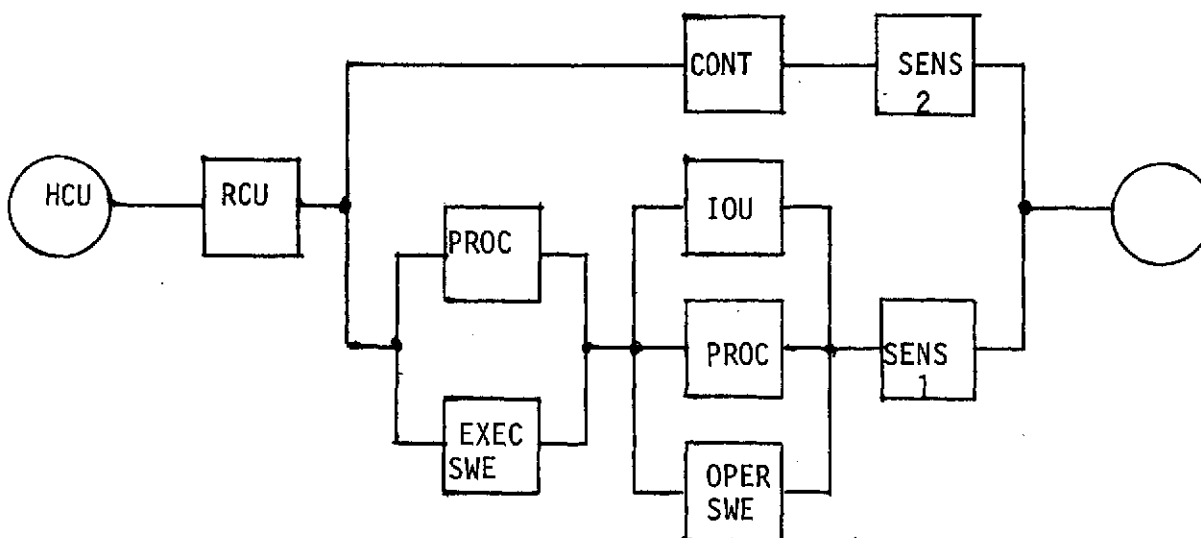 CONT
SENS
2
HCU
RCU
IOU
PROC
PROC
SENS
1
EXEC
SWE
OPER
SWE